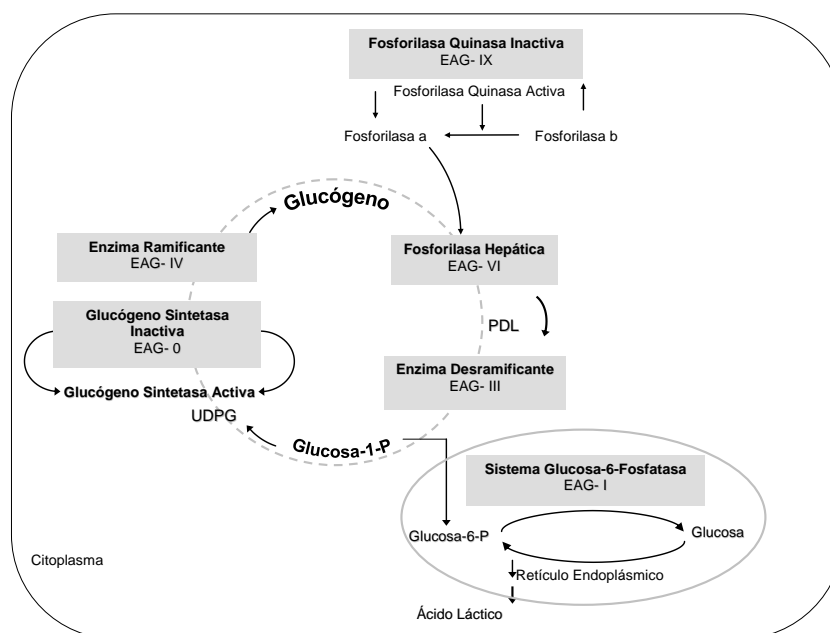 Fosforilasa Quinasa Inactiva
EAG- IX
Fosforilasa Quinasa Activa
Fosforilasa a
Fosforilasa b
Glucógeno
Enzima Ramificante
EAG- IV
Fosforilasa Hepática
EAG- VI
Glucógeno Sintetasa
Inactiva
EAG- 0
PDL
Enzima Desramificante
EAG- III
Glucógeno Sintetasa Activa
UDPG
Glucosa-1-P
Sistema Glucosa-6-Fosfatasa
EAG- I
Glucosa-6-P
Glucosa
Citoplasma
Retículo Endoplásmico
Ácido Láctico